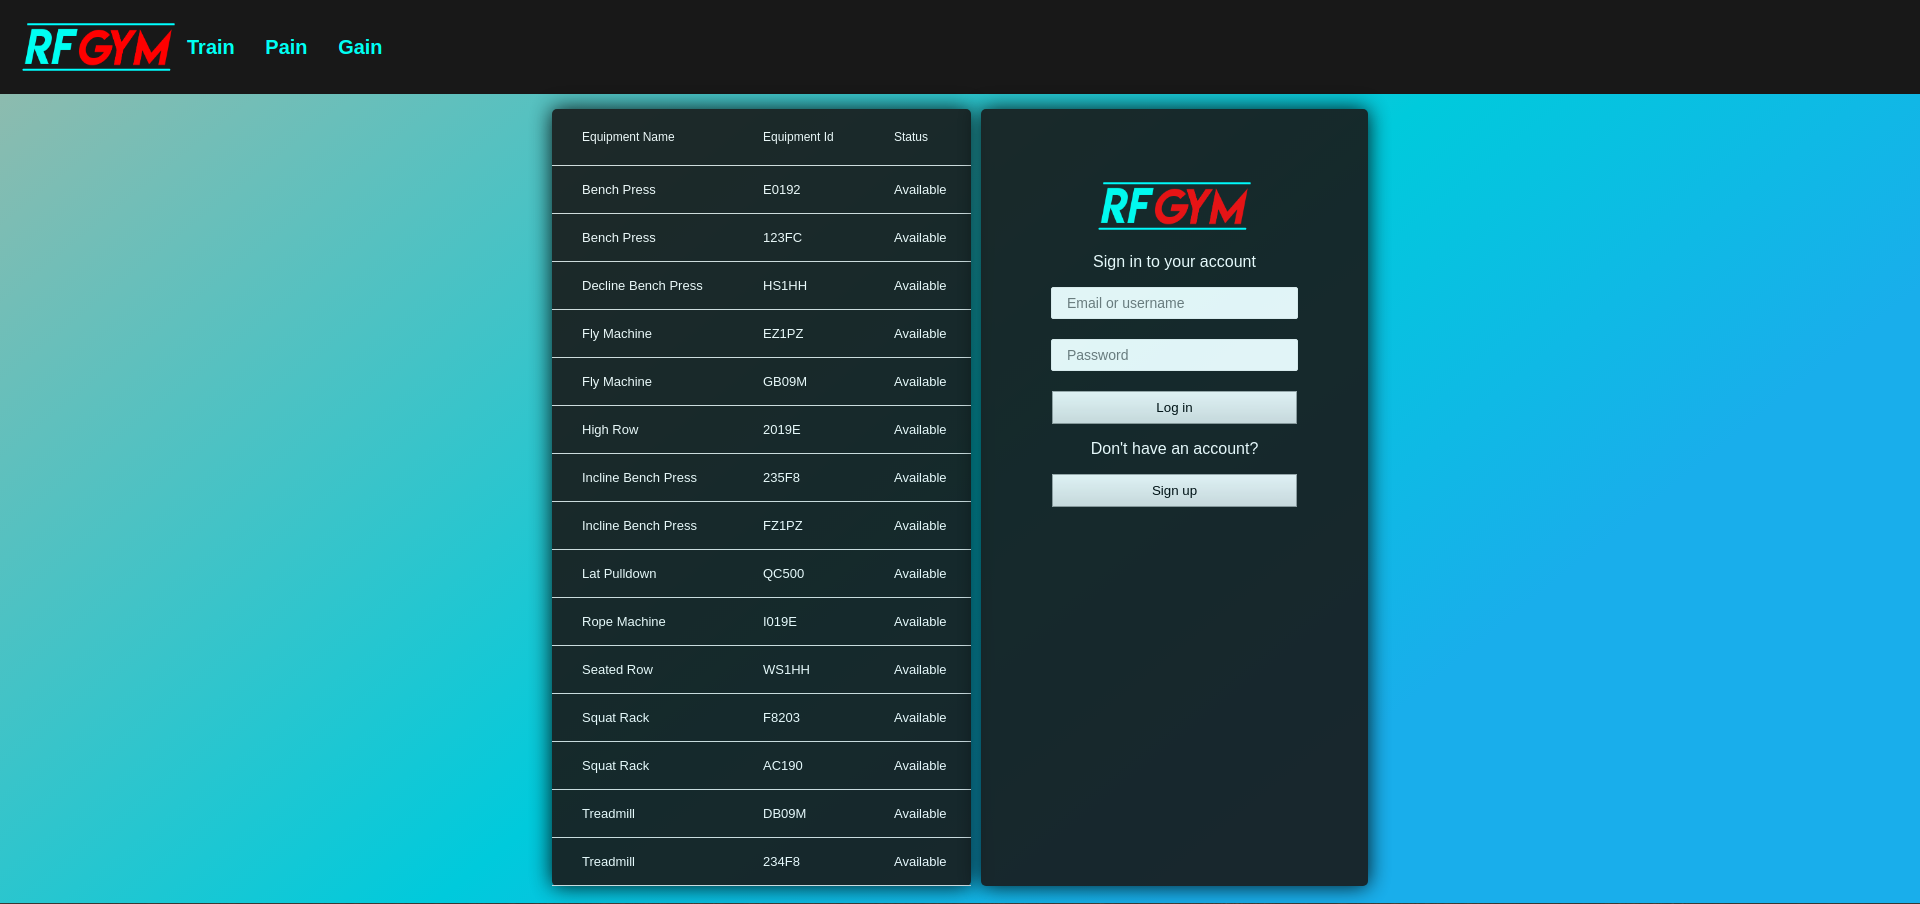 RFGYM Train Pain Gain
Equipment Name Equipment Id Status
Bench Press E0192 Available
Bench Press 123FC Available
Decline Bench Press HS1HH Available
Fly Machine EZ1PZ Available
Fly Machine GB09M Available
High Row 2019E Available
Incline Bench Press 235F8 Available
Incline Bench Press FZ1PZ Available
Lat Pulldown QC500 Available
Rope Machine I019E Available
Seated Row WS1HH Available
Squat Rack F8203 Available
Squat Rack AC190 Available
Treadmill DB09M Available
Treadmill 234F8 Available
RFGYM
Sign in to your account
Email or username
Password
Log in
Don't have an account?
Sign up